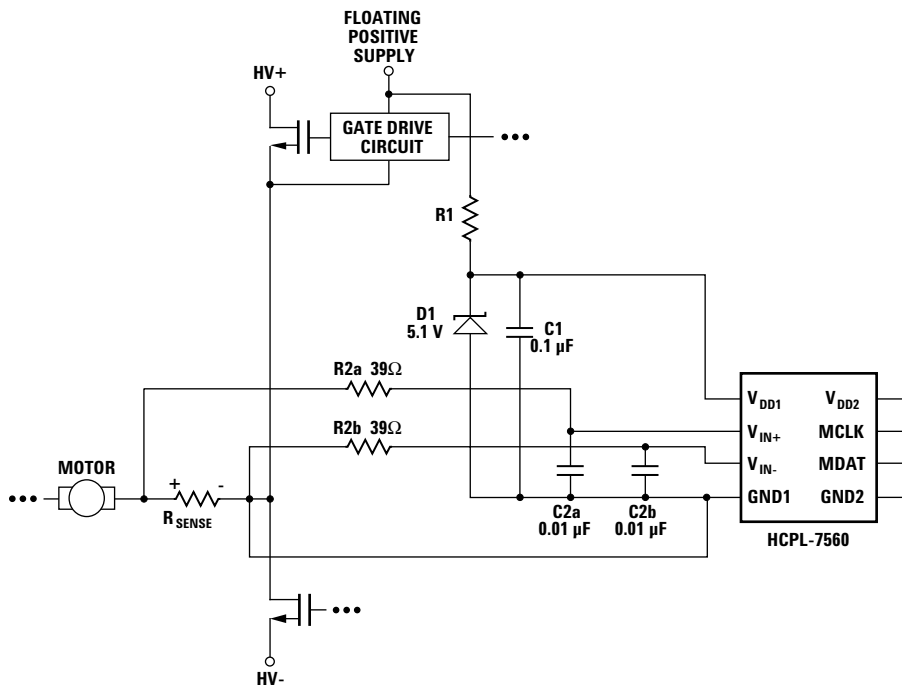 FLOATING
POSITIVE
SUPPLY
HV+
GATE DRIVE
CIRCUIT
•••
R1
D1
5.1 V
C1
0.1 µF
R2a 39Ω
R2b 39Ω
V_DD1
V_DD2
V_IN+
MCLK
V_IN-
MDAT
GND1
GND2
HCPL-7560
MOTOR
•••
+
-
R_SENSE
C2a
0.01 µF
C2b
0.01 µF
•••
HV-